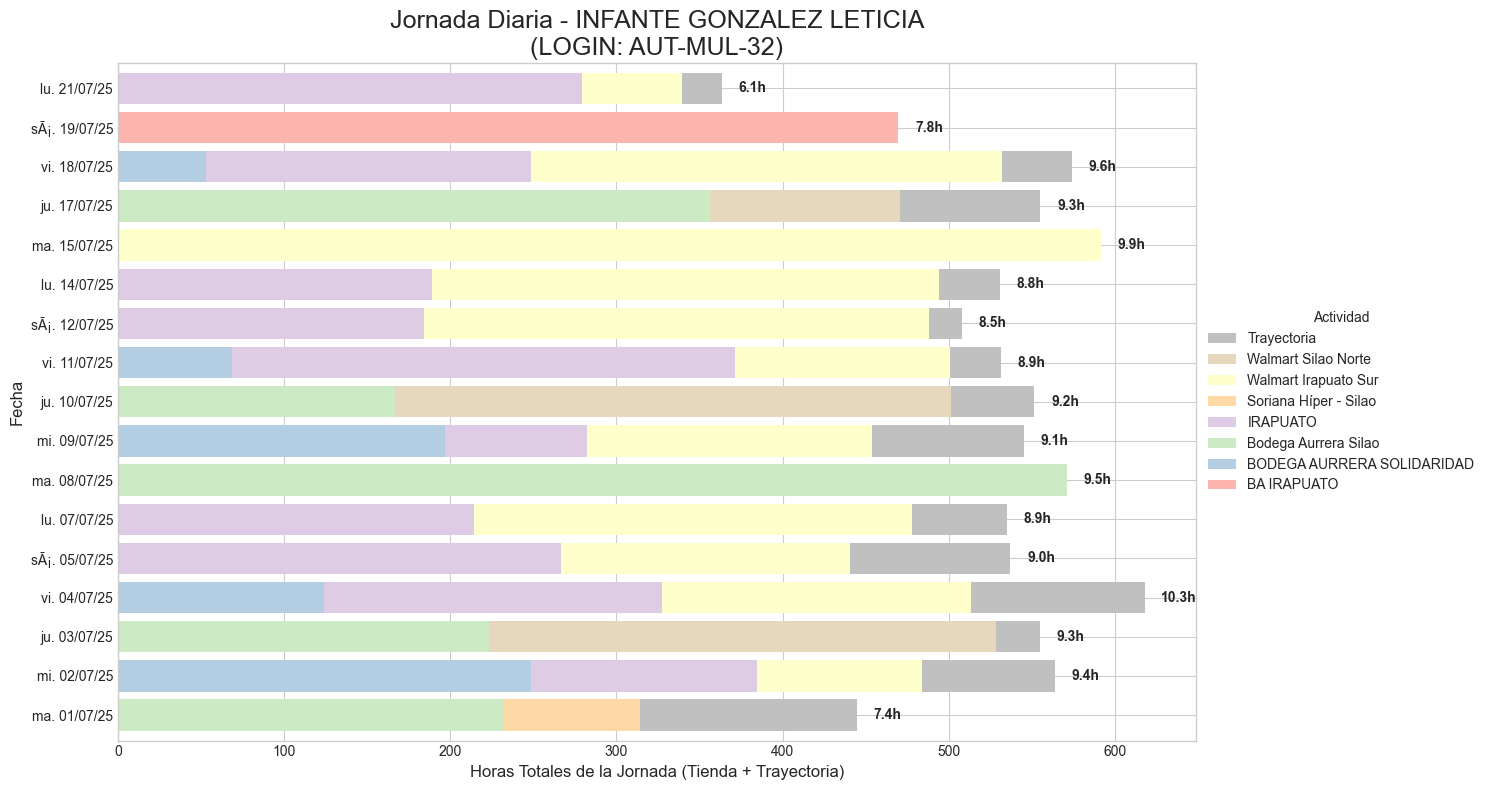 Jornada Diaria - INFANTE GONZALEZ LETICIA
(LOGIN: AUT-MUL-32)
Fecha
lu. 21/07/25 6.1h
sÃ¡. 19/07/25 7.8h
vi. 18/07/25 9.6h
ju. 17/07/25 9.3h
ma. 15/07/25 9.9h
lu. 14/07/25 8.8h
sÃ¡. 12/07/25 8.5h
vi. 11/07/25 8.9h
ju. 10/07/25 9.2h
mi. 09/07/25 9.1h
ma. 08/07/25 9.5h
lu. 07/07/25 8.9h
sÃ¡. 05/07/25 9.0h
vi. 04/07/25 10.3h
ju. 03/07/25 9.3h
mi. 02/07/25 9.4h
ma. 01/07/25 7.4h
0 100 200 300 400 500 600
Horas Totales de la Jornada (Tienda + Trayectoria)
Actividad
Trayectoria
Walmart Silao Norte
Walmart Irapuato Sur
Soriana Híper - Silao
IRAPUATO
Bodega Aurrera Silao
BODEGA AURRERA SOLIDARIDAD
BA IRAPUATO